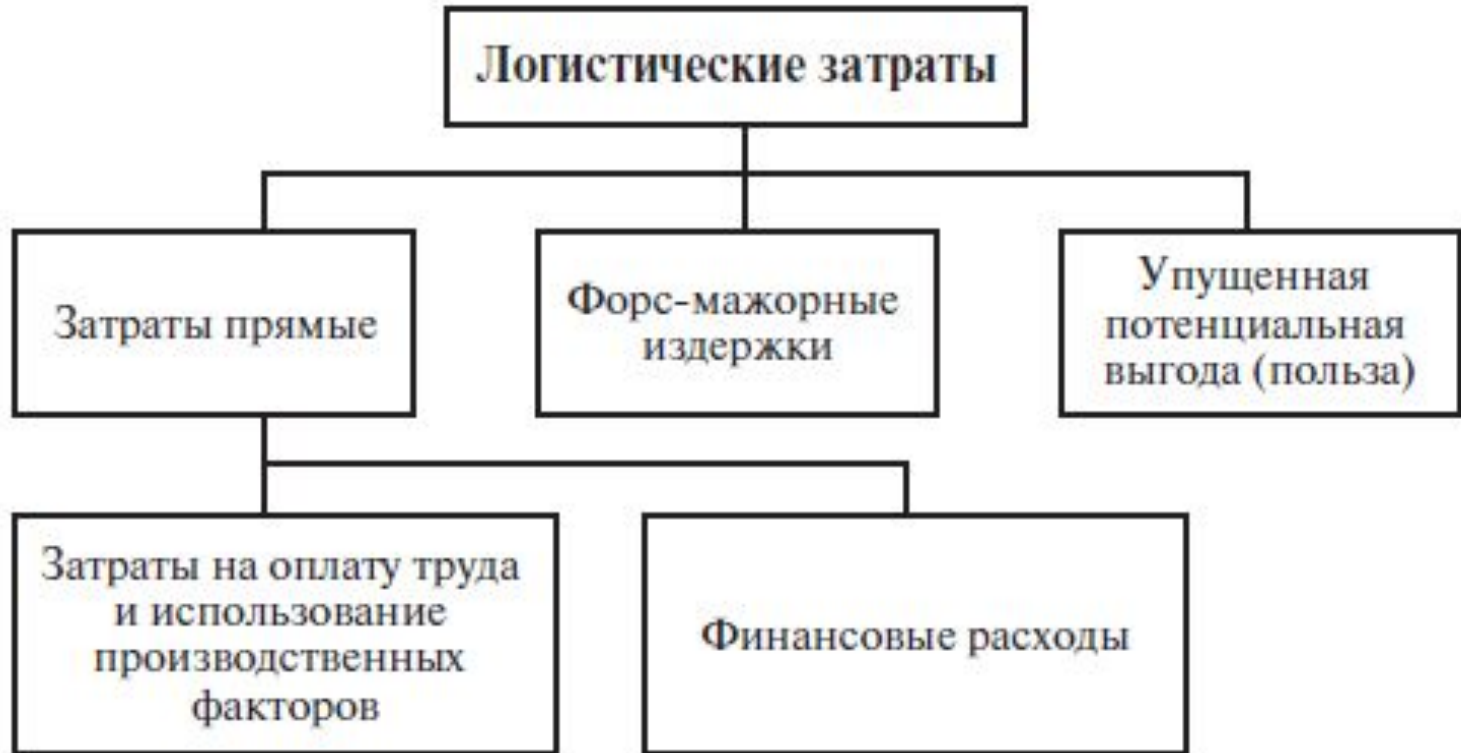 Логистические затраты
Затраты прямые
Форс-мажорные
издержки
Упущенная
потенциальная
выгода (польза)
Затраты на оплату труда
и использование
производственных
факторов
Финансовые расходы